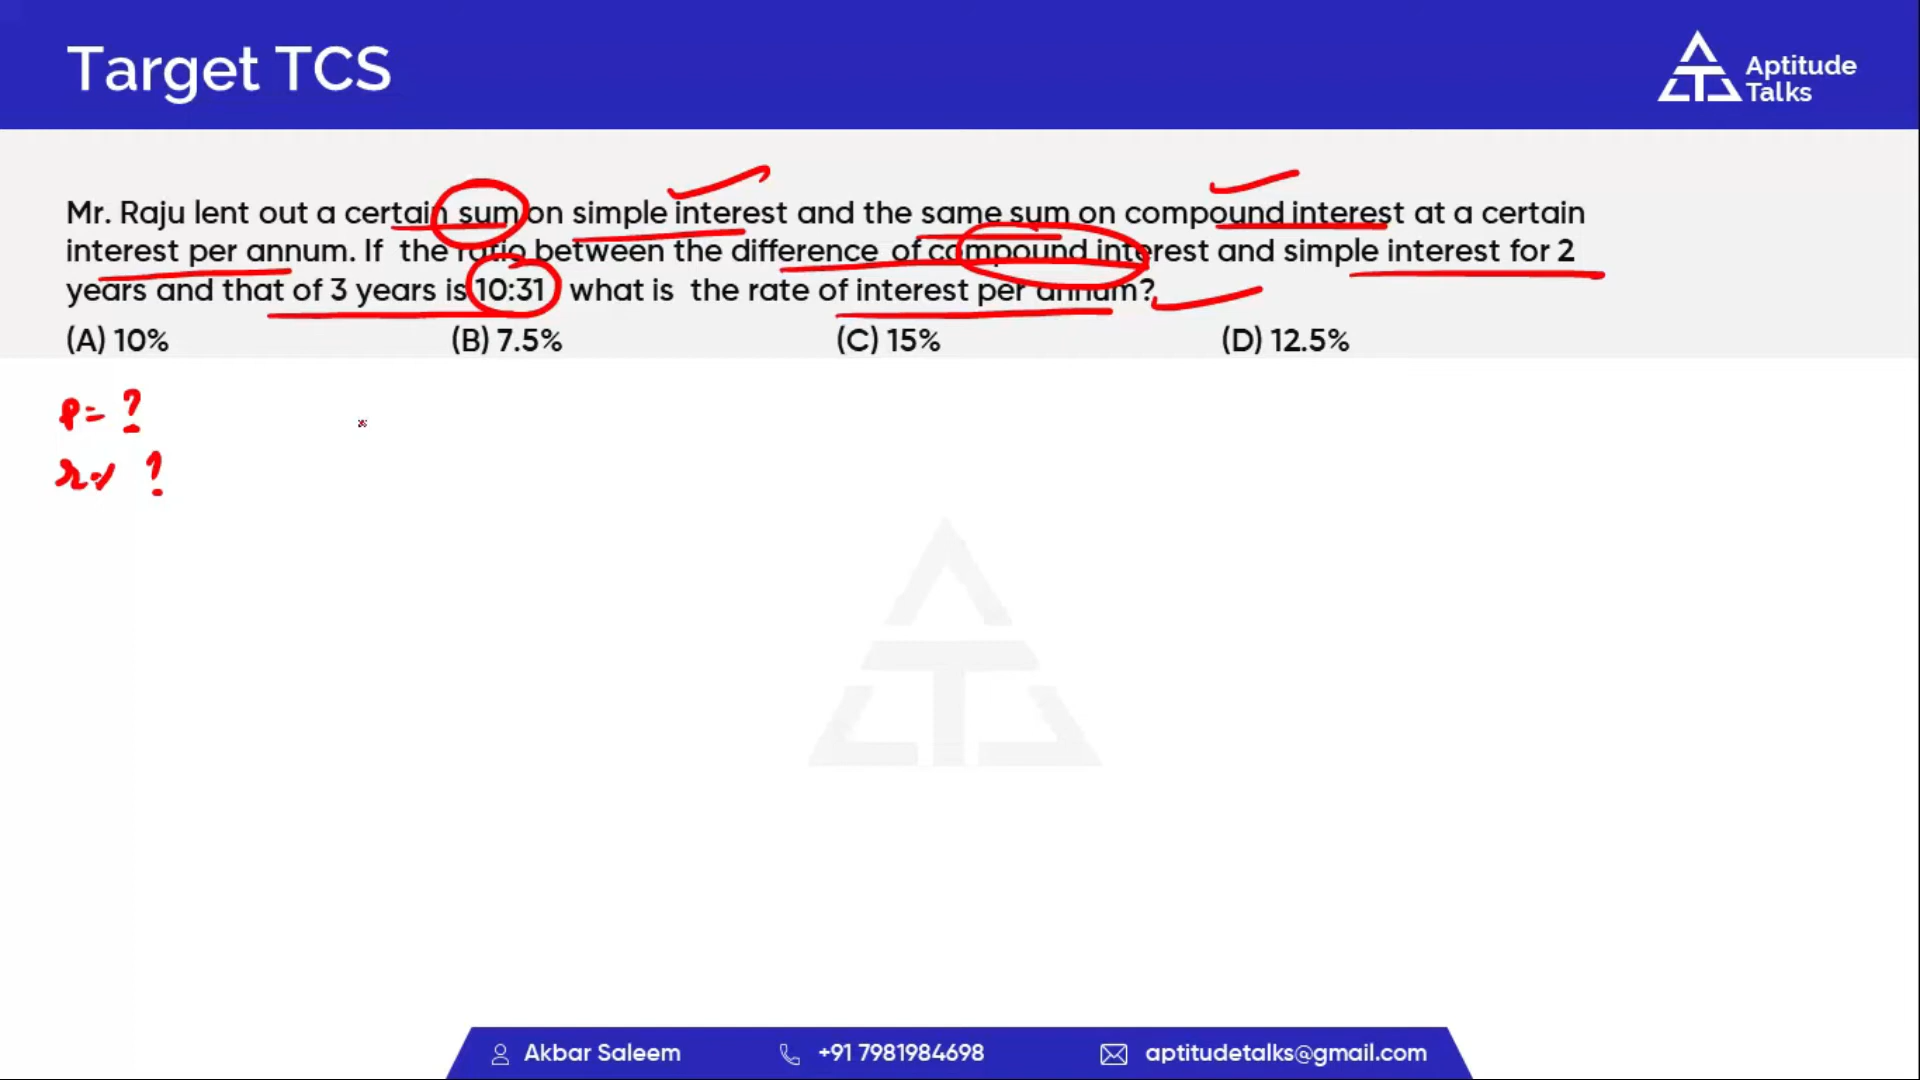 Target TCS
Aptitude
Talks
Mr. Raju lent out a certain sum on simple interest and the same sum on compound interest at a certain
interest per annum. If the ratio between the difference of compound interest and simple interest for 2
years and that of 3 years is 10:31 what is the rate of interest per annum?
(A) 10% (B) 7.5% (C) 15% (D) 12.5%
P = ?
r% ?
Akbar Saleem +91 7981984698 aptitudetalks@gmail.com